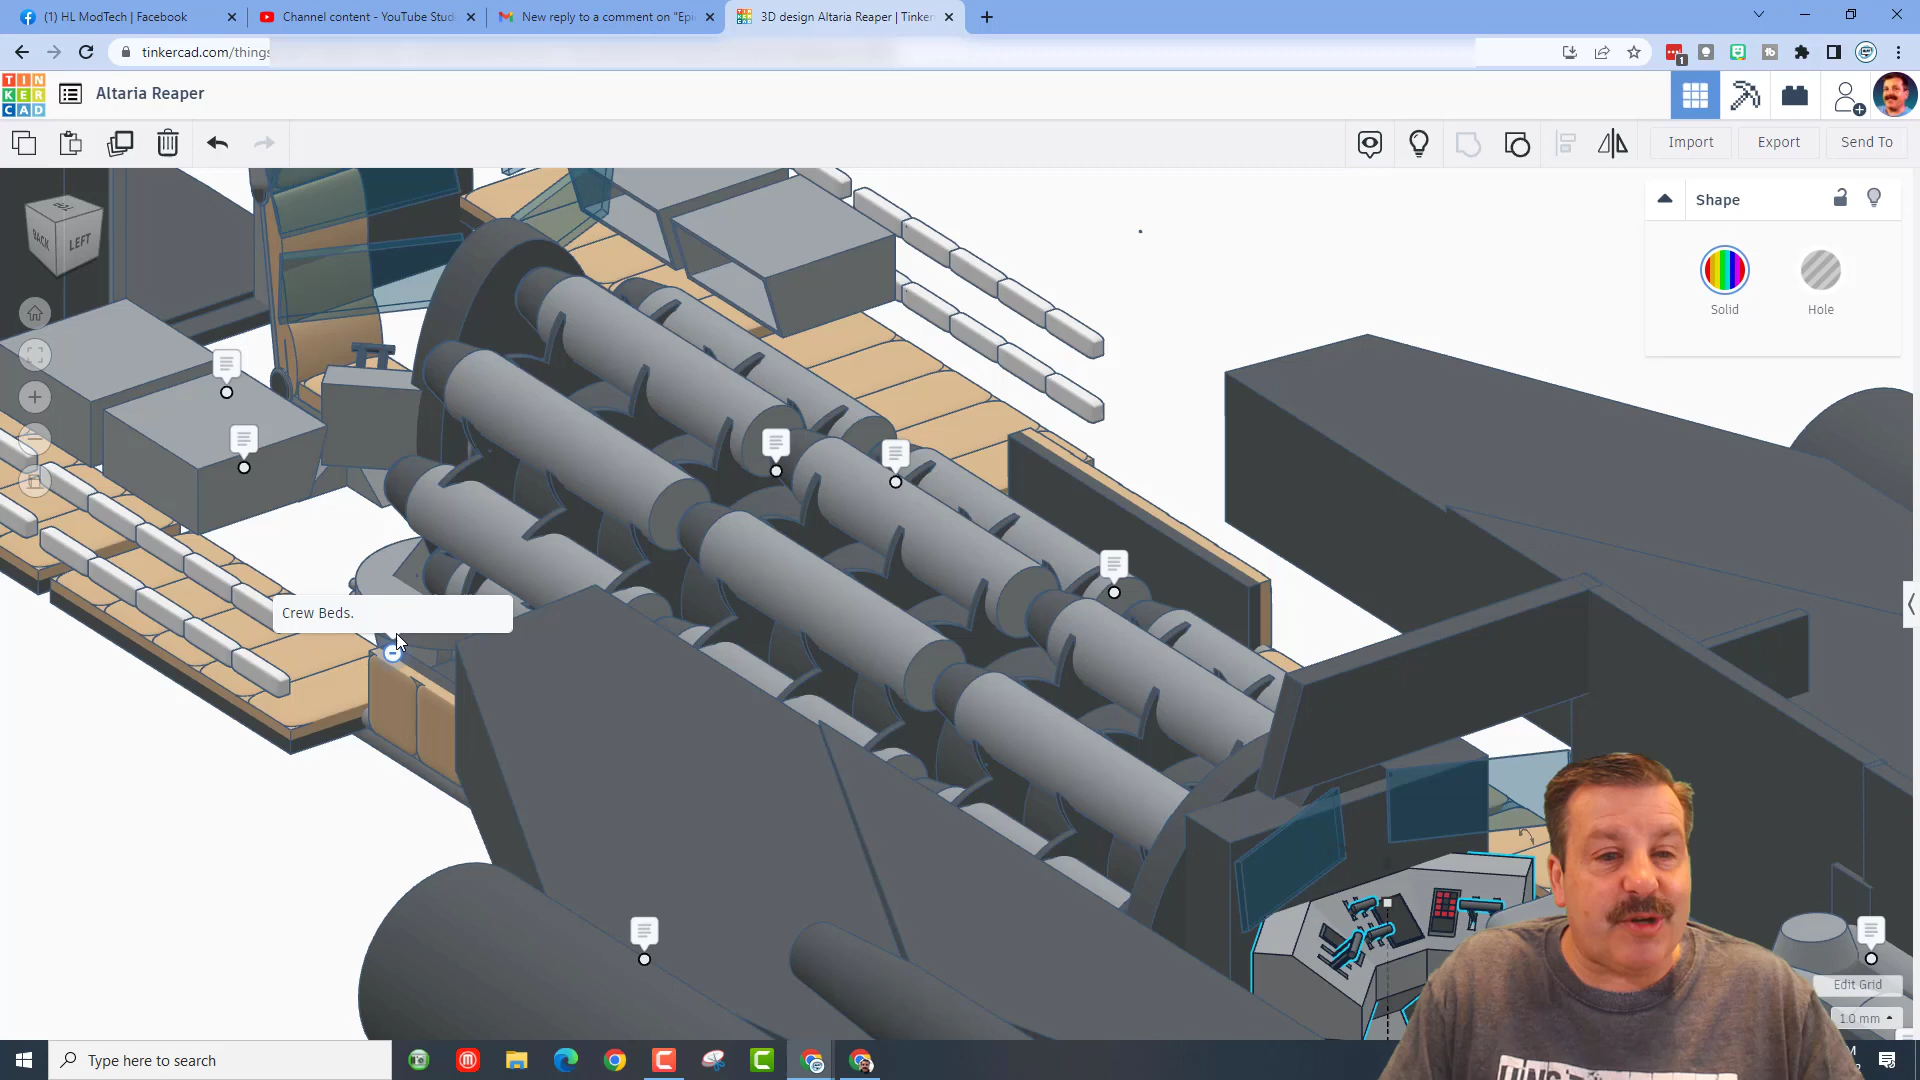 (1) HL ModTech | Facebook
Channel content - YouTube Stud
New reply to a comment on "Epi
3D design Altaria Reaper | Tinker
tinkercad.com/things
TIN
KER
CAD
Altaria Reaper
Import
Export
Send To
TOP
BACK
LEFT
Shape
Solid
Hole
Crew Beds.
Edit Grid
1.0 mm
Type here to search